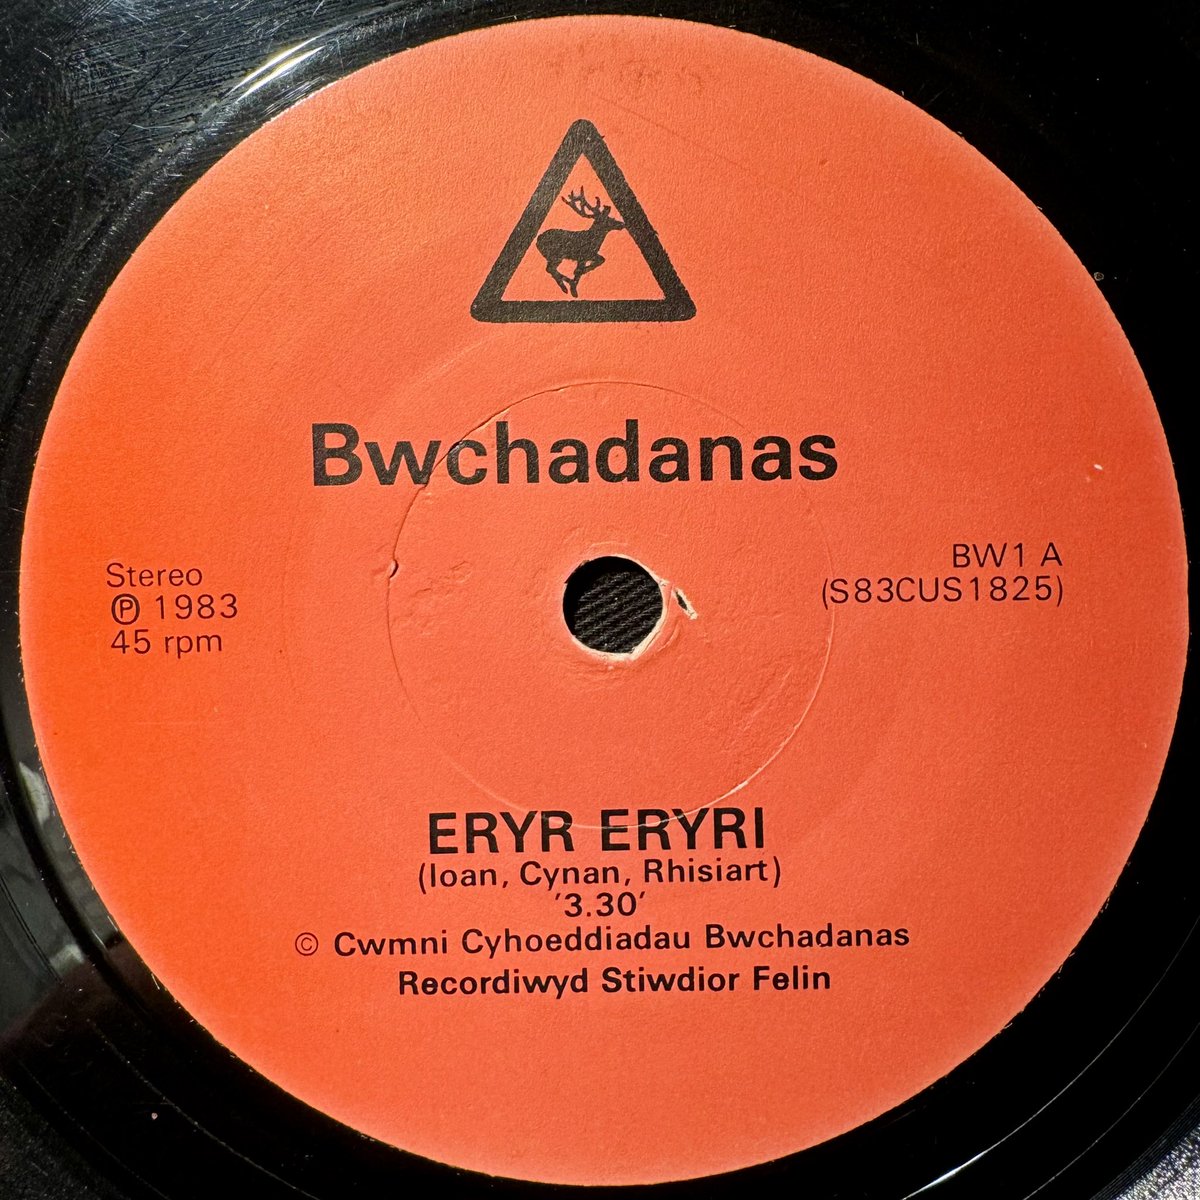 Bwchadanas
Stereo
Ⓟ 1983
45 rpm
BW1 A
(S83CUS1825)
ERYR ERYRI
(Ioan, Cynan, Rhisiart)
'3.30'
© Cwmni Cyhoeddiadau Bwchadanas
Recordiwyd Stiwdior Felin